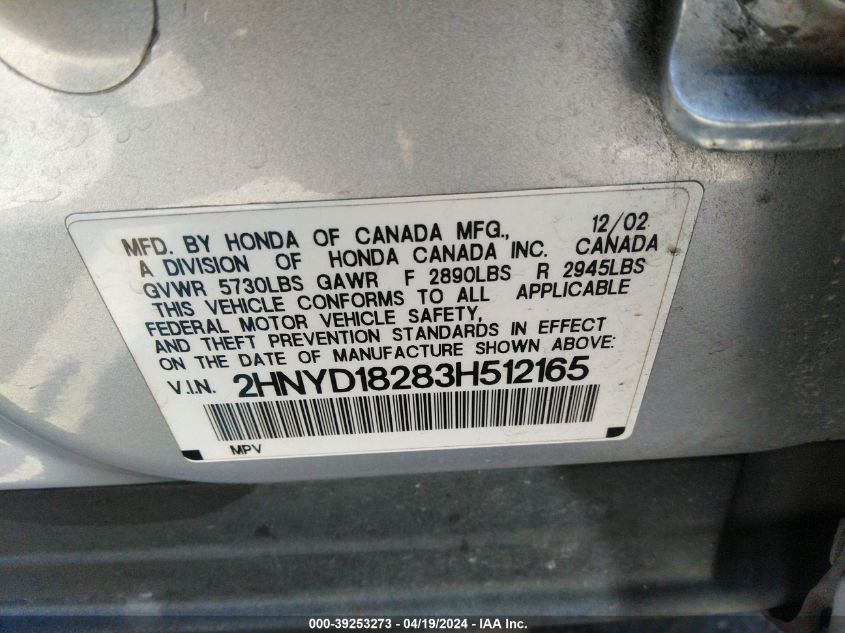 MFD. BY HONDA OF CANADA MFG., 12/02
A DIVISION OF HONDA CANADA INC. CANADA
GVWR 5730LBS GAWR F 2890LBS R 2945LBS
THIS VEHICLE CONFORMS TO ALL APPLICABLE
FEDERAL MOTOR VEHICLE SAFETY,
AND THEFT PREVENTION STANDARDS IN EFFECT
ON THE DATE OF MANUFACTURE SHOWN ABOVE:
V.I.N. 2HNYD18283H512165
MPV
000-39253273 - 04/19/2024 - IAA Inc.